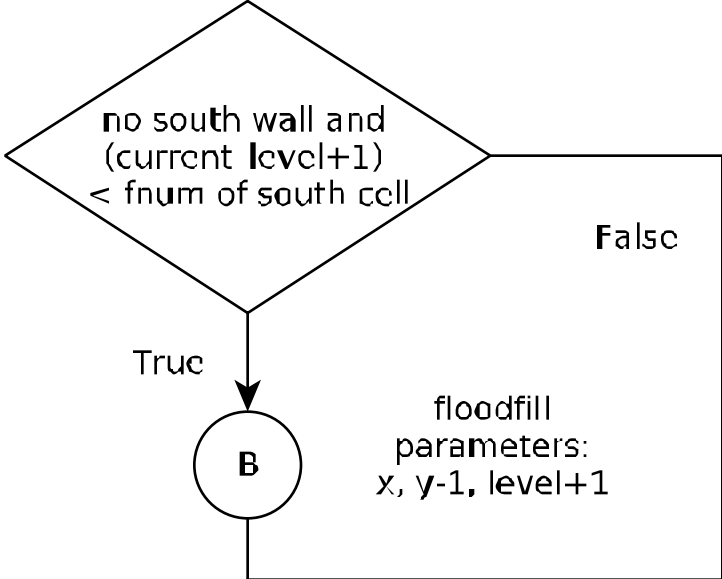 no south wall and
(current level+1)
< fnum of south cell
False
True
floodfill
parameters:
x, y-1, level+1
B